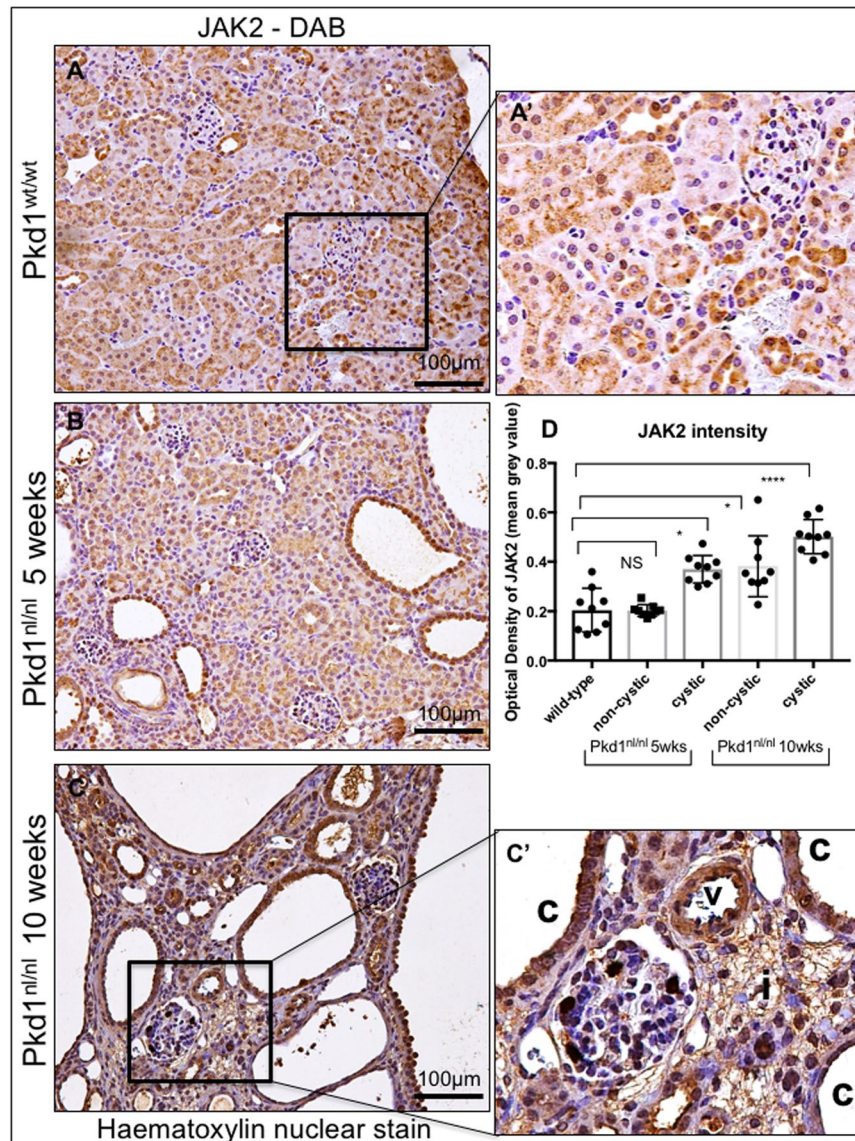 JAK2 - DAB
A
A'
Pkd1wt/wt
100µm
B
Pkd1nl/nl 5 weeks
100µm
D
JAK2 intensity
Optical Density of JAK2 (mean grey value)
0.8
0.6
0.4
0.2
0.0
NS
*
*
****
wild-type
non-cystic
cystic
non-cystic
cystic
Pkd1nl/nl 5wks
Pkd1nl/nl 10wks
C
Pkd1nl/nl 10 weeks
100µm
C'
c
c
v
i
c
Haematoxylin nuclear stain